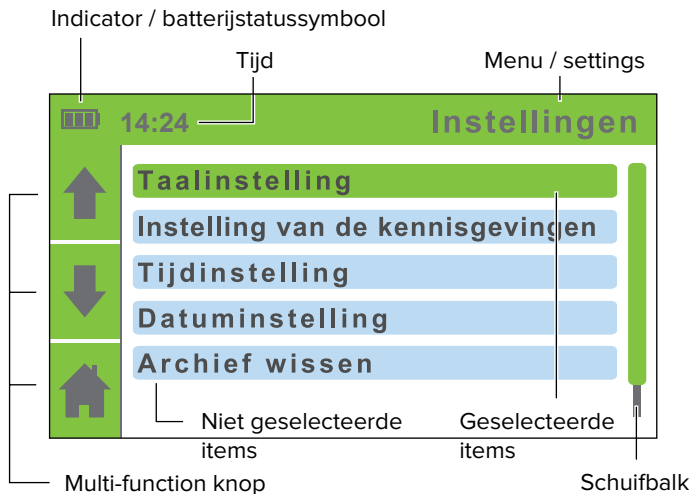 Indicator / batterijstatussymbool
Tijd
Menu / settings
14:24
Instellingen
Taalinstelling
Instelling van de kennisgevingen
Tijdinstelling
Datuminstelling
Archief wissen
Niet geselecteerde
items
Geselecteerde
items
Multi-function knop
Schuifbalk